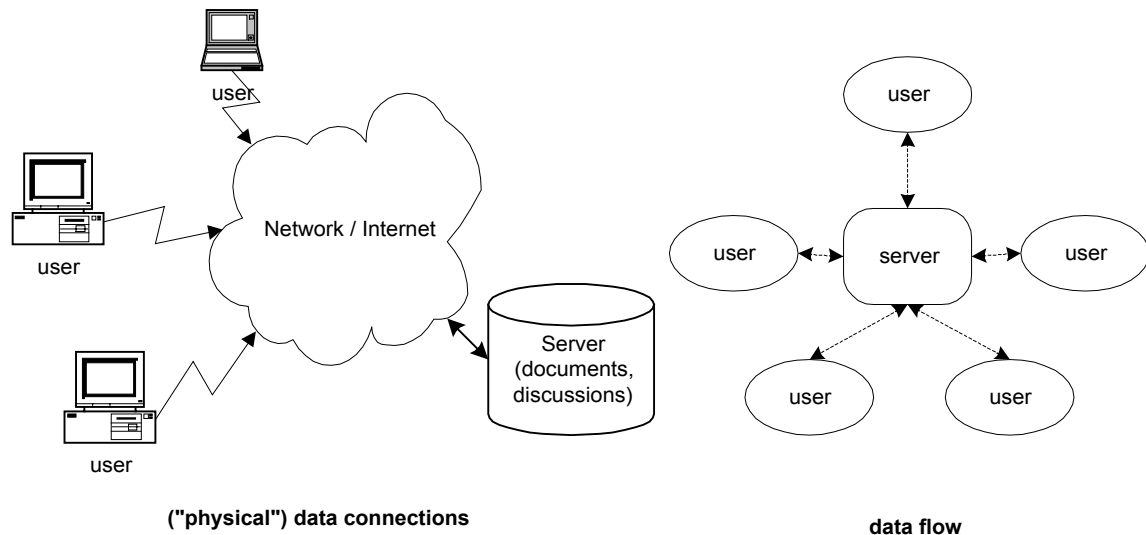 user
user
user
Network / Internet
Server
(documents,
discussions)
("physical") data connections
user
user
server
user
user
user
data flow